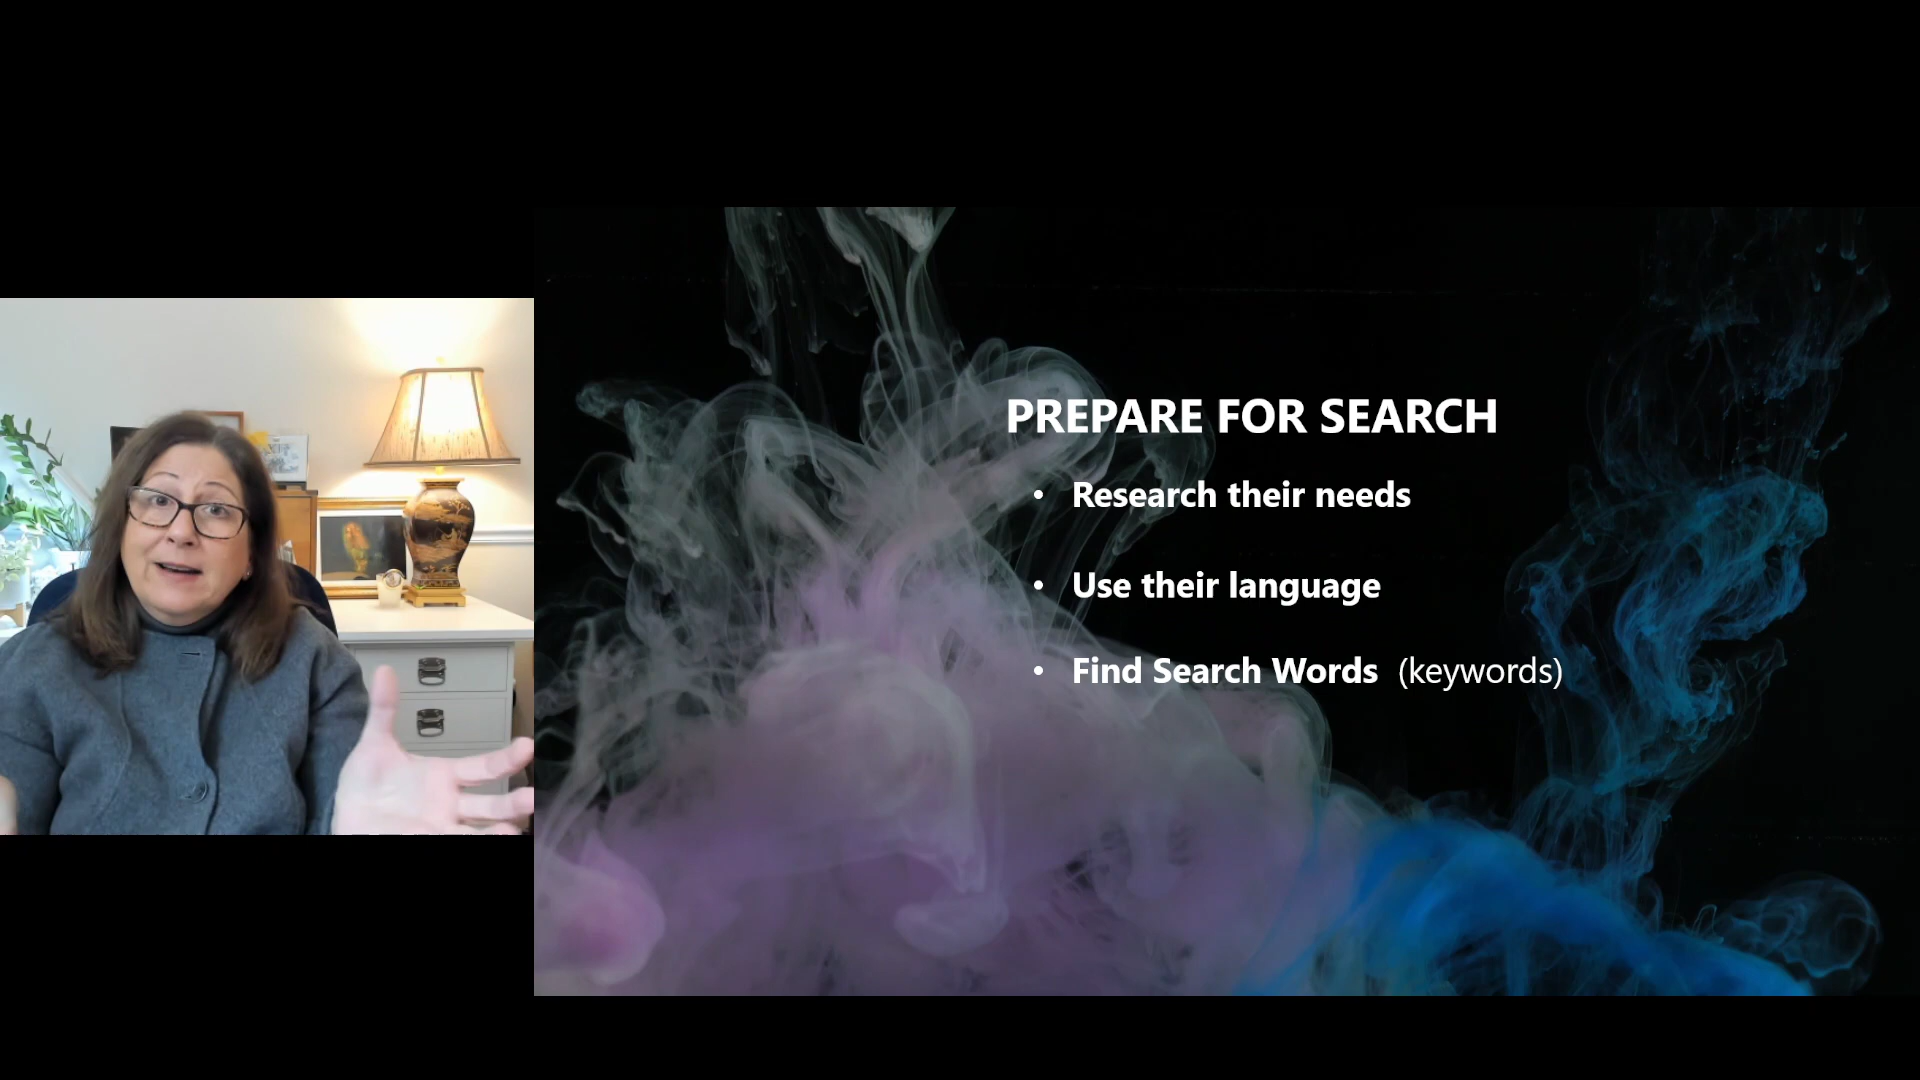 PREPARE FOR SEARCH
• Research their needs
• Use their language
• Find Search Words (keywords)